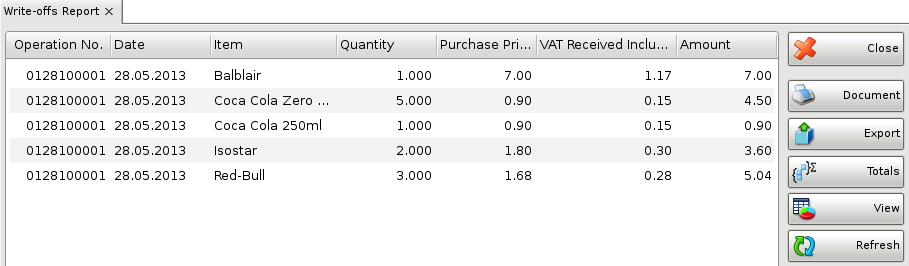 Write-offs Report ×
Operation No. Date Item Quantity Purchase Pri... VAT Received Inclu... Amount
0128100001 28.05.2013 Balblair 1.000 7.00 1.17 7.00
0128100001 28.05.2013 Coca Cola Zero ... 5.000 0.90 0.15 4.50
0128100001 28.05.2013 Coca Cola 250ml 1.000 0.90 0.15 0.90
0128100001 28.05.2013 Isostar 2.000 1.80 0.30 3.60
0128100001 28.05.2013 Red-Bull 3.000 1.68 0.28 5.04
Close
Document
Export
Totals
View
Refresh